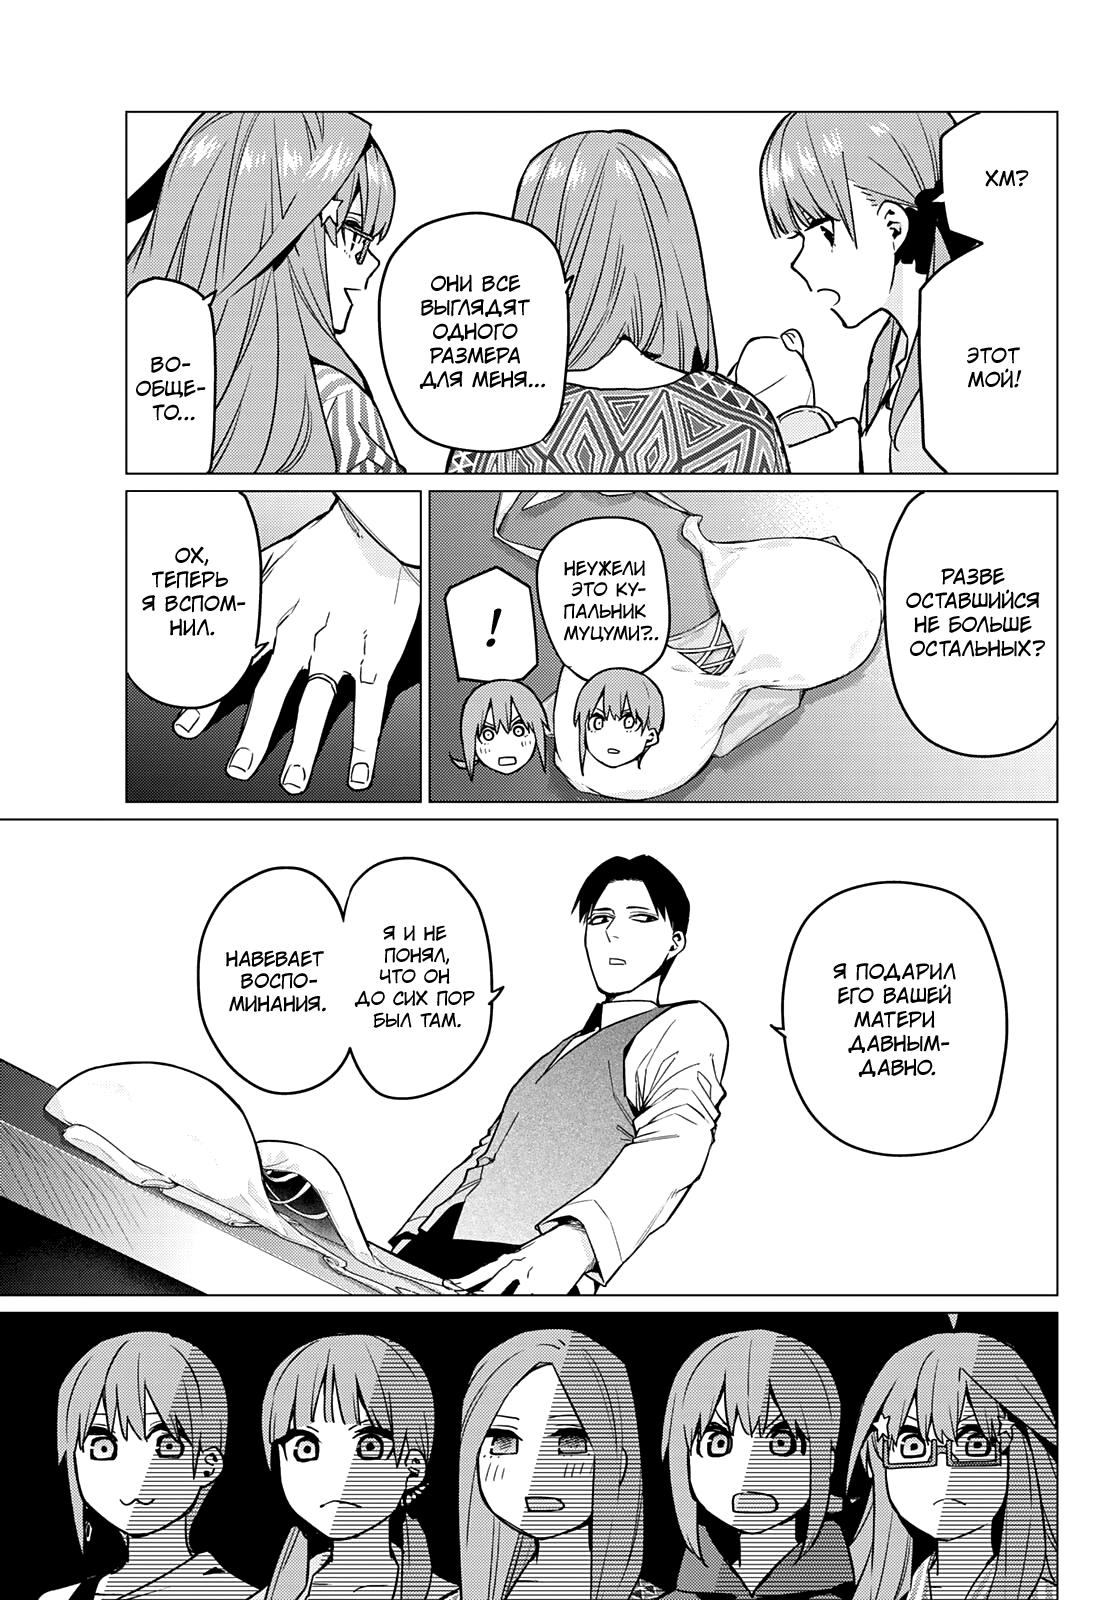 ХМ?
ЭТОТ
МОЙ!
ОНИ ВСЕ
ВЫГЛЯДЯТ
ОДНОГО
РАЗМЕРА
ДЛЯ МЕНЯ...
ВО-
ОБЩЕ-
ТО...
РАЗВЕ
ОСТАВШИЙСЯ
НЕ БОЛЬШЕ
ОСТАЛЬНЫХ?
НЕУЖЕЛИ
ЭТО КУ-
ПАЛЬНИК
МУЦУМИ?..
!
ОХ,
ТЕПЕРЬ
Я ВСПОМ-
НИЛ.
Я ПОДАРИЛ
ЕГО ВАШЕЙ
МАТЕРИ
ДАВНЫМ-
ДАВНО.
Я И НЕ
ПОНЯЛ,
ЧТО ОН
ДО СИХ ПОР
БЫЛ ТАМ.
НАВЕВАЕТ
ВОСПО-
МИНАНИЯ.